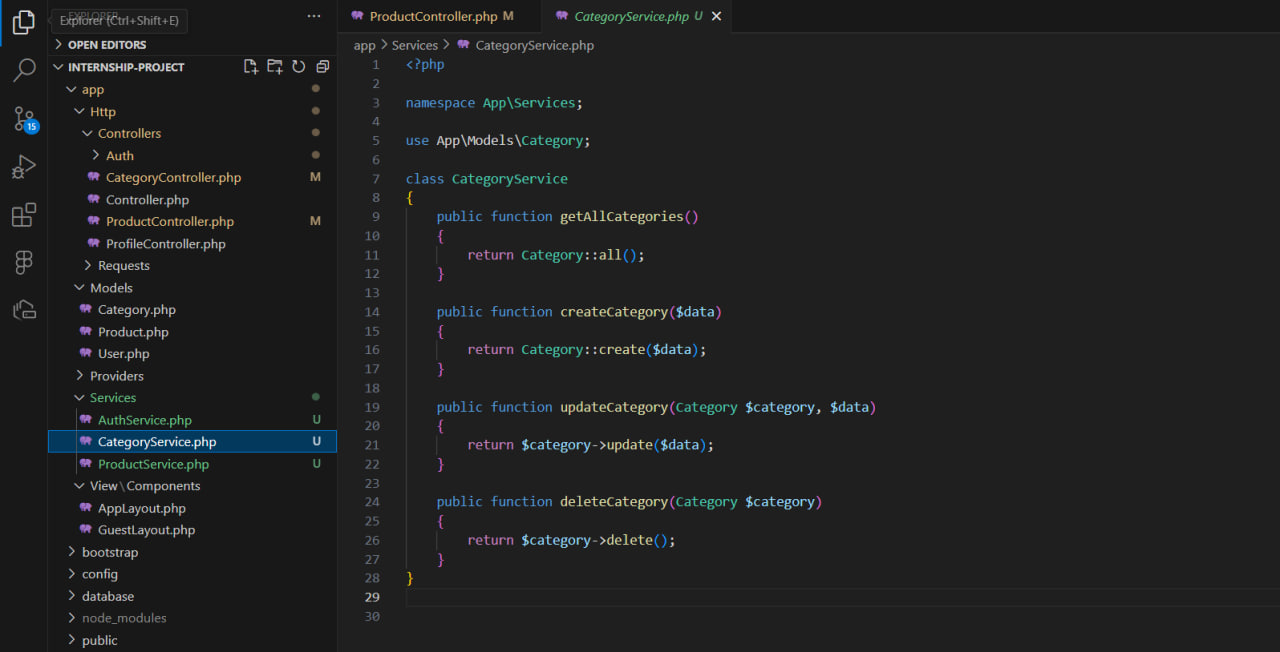 EXPLORER
Explorer (Ctrl+Shift+E)
...
OPEN EDITORS
INTERNSHIP-PROJECT
app
Http
Controllers
Auth
CategoryController.php M
Controller.php
ProductController.php M
ProfileController.php
Requests
Models
Category.php
Product.php
User.php
Providers
Services
AuthService.php U
CategoryService.php U
ProductService.php U
View\Components
AppLayout.php
GuestLayout.php
bootstrap
config
database
node_modules
public
15
ProductController.php M
CategoryService.php U
app > Services > CategoryService.php
1 <?php
2
3 namespace App\Services;
4
5 use App\Models\Category;
6
7 class CategoryService
8 {
9 public function getAllCategories()
10 {
11 return Category::all();
12 }
13
14 public function createCategory($data)
15 {
16 return Category::create($data);
17 }
18
19 public function updateCategory(Category $category, $data)
20 {
21 return $category->update($data);
22 }
23
24 public function deleteCategory(Category $category)
25 {
26 return $category->delete();
27 }
28 }
29
30